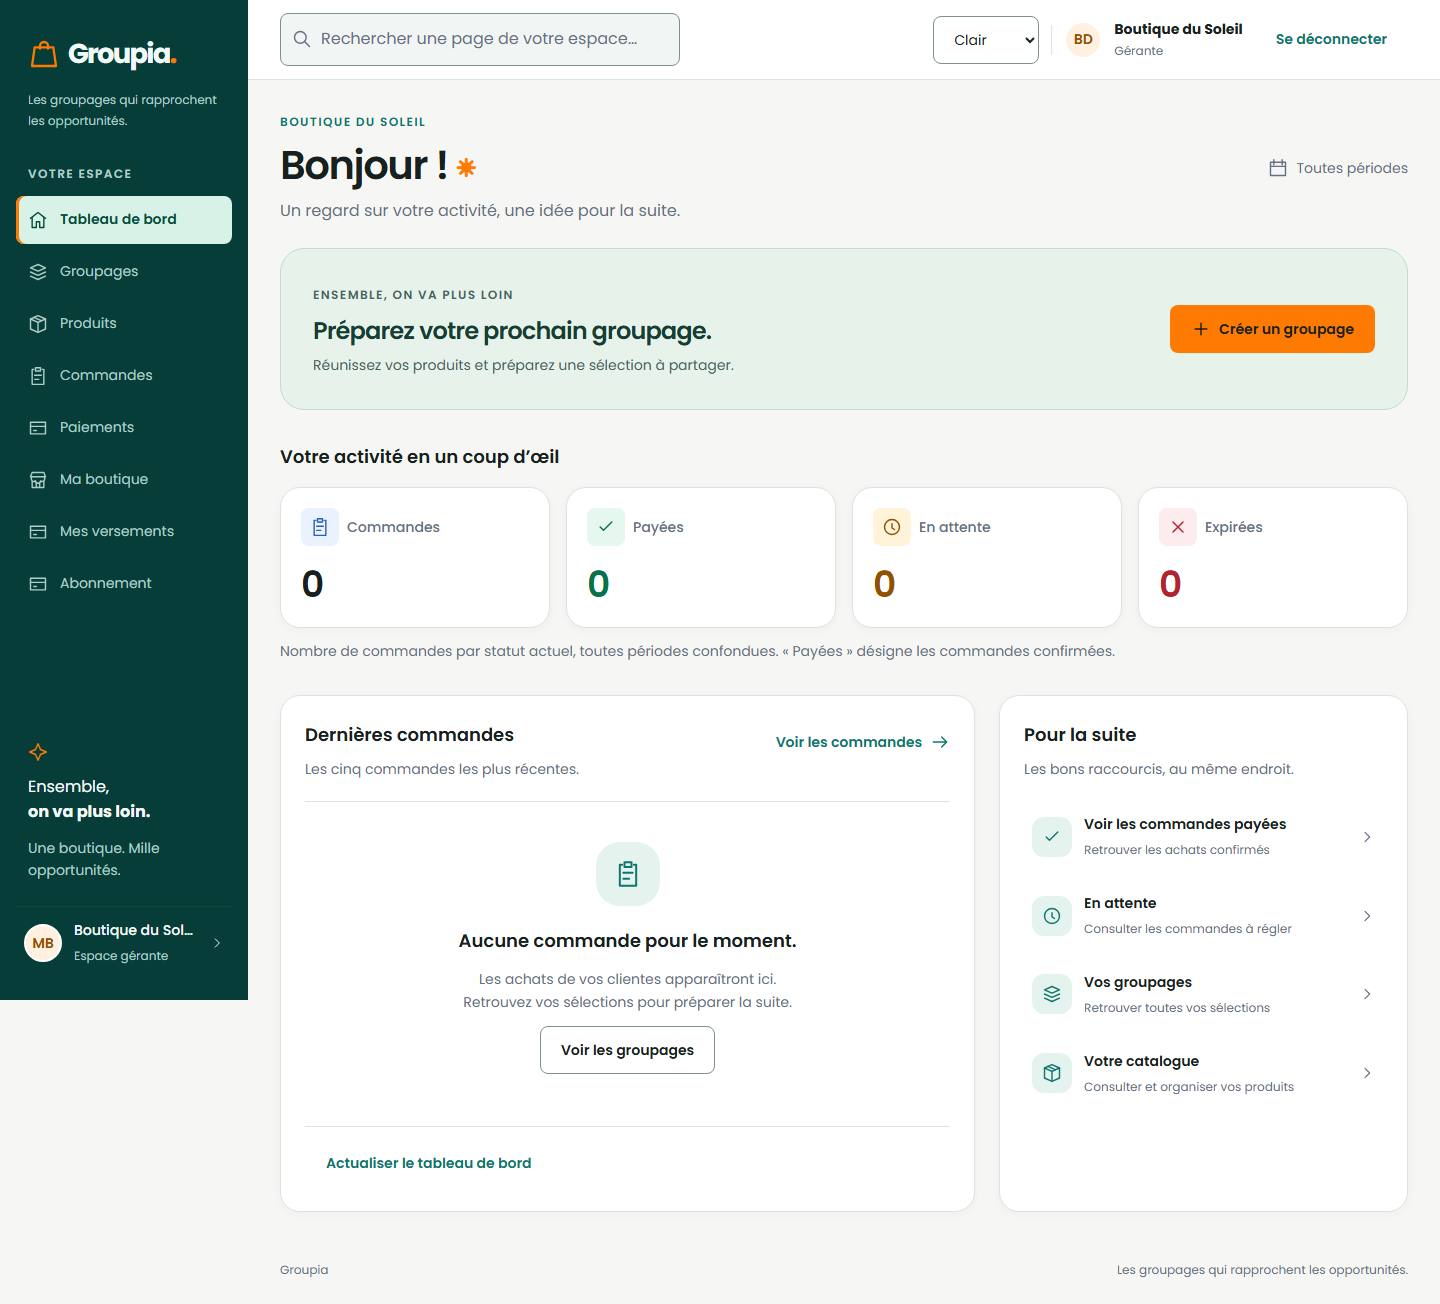 Groupia.
Les groupages qui rapprochent
les opportunités.
VOTRE ESPACE
Tableau de bord
Groupages
Produits
Commandes
Paiements
Ma boutique
Mes versements
Abonnement
Ensemble,
on va plus loin.
Une boutique. Mille
opportunités.
MB
Boutique du Sol...
Espace gérante
Rechercher une page de votre espace...
Clair
BD
Boutique du Soleil
Gérante
Se déconnecter
BOUTIQUE DU SOLEIL
Bonjour !
Toutes périodes
Un regard sur votre activité, une idée pour la suite.
ENSEMBLE, ON VA PLUS LOIN
Préparez votre prochain groupage.
Réunissez vos produits et préparez une sélection à partager.
Créer un groupage
Votre activité en un coup d’œil
Commandes
0
Payées
0
En attente
0
Expirées
0
Nombre de commandes par statut actuel, toutes périodes confondues. « Payées » désigne les commandes confirmées.
Dernières commandes
Les cinq commandes les plus récentes.
Voir les commandes
Aucune commande pour le moment.
Les achats de vos clientes apparaîtront ici.
Retrouvez vos sélections pour préparer la suite.
Voir les groupages
Actualiser le tableau de bord
Pour la suite
Les bons raccourcis, au même endroit.
Voir les commandes payées
Retrouver les achats confirmés
En attente
Consulter les commandes à régler
Vos groupages
Retrouver toutes vos sélections
Votre catalogue
Consulter et organiser vos produits
Groupia
Les groupages qui rapprochent les opportunités.